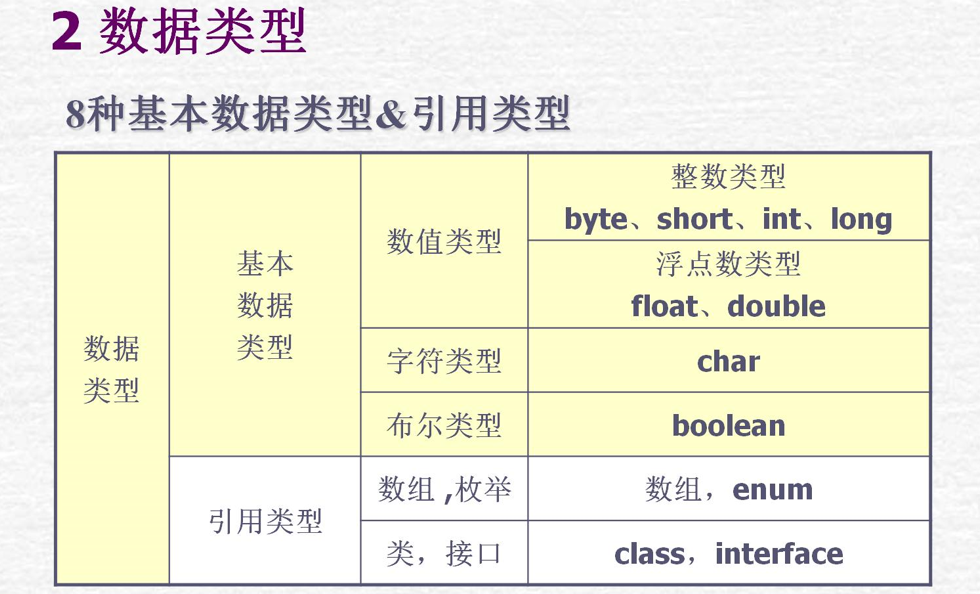 2 数据类型
8种基本数据类型&引用类型
数据
类型
基本
数据
类型
数值类型
整数类型
byte、short、int、long
浮点数类型
float、double
字符类型
char
布尔类型
boolean
引用类型
数组 ,枚举
数组，enum
类，接口
class，interface